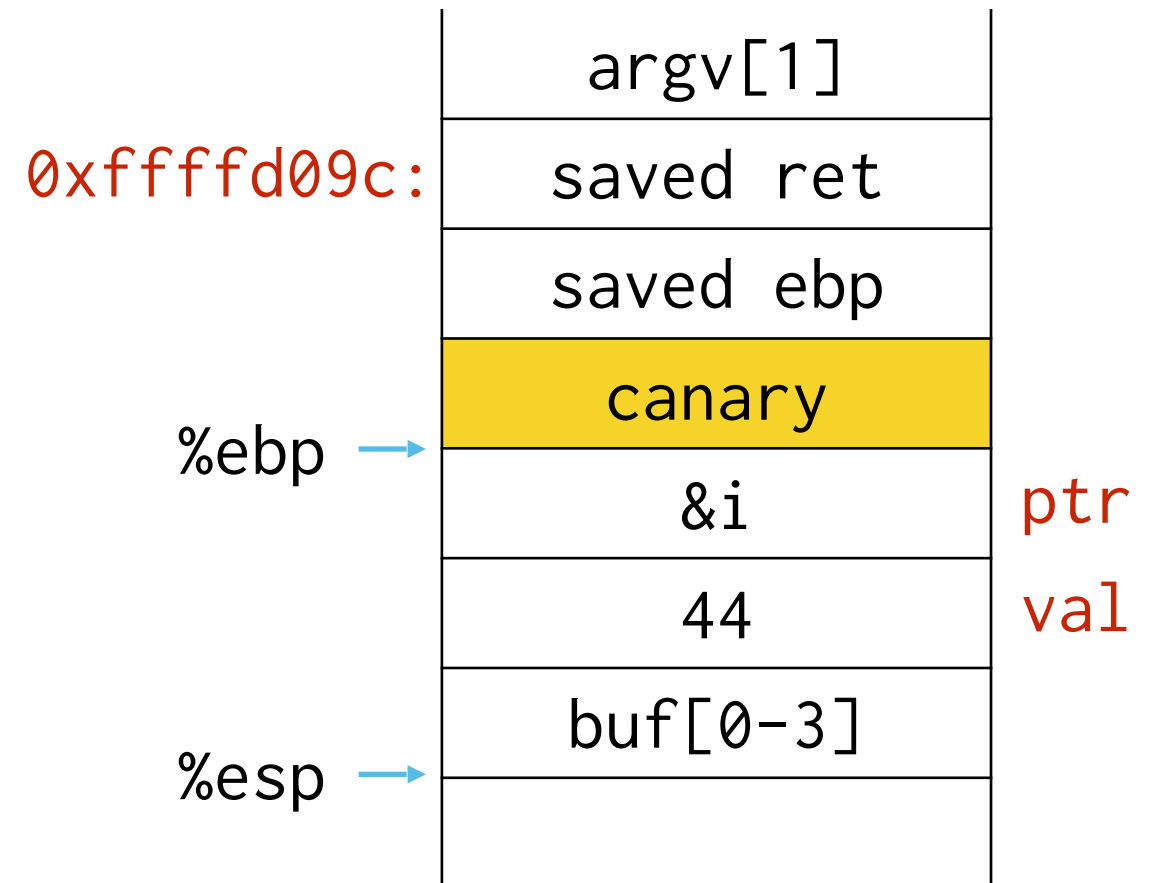 argv[1]
0xffffd09c:
saved ret
saved ebp
canary
%ebp
&i
ptr
44
val
buf[0-3]
%esp